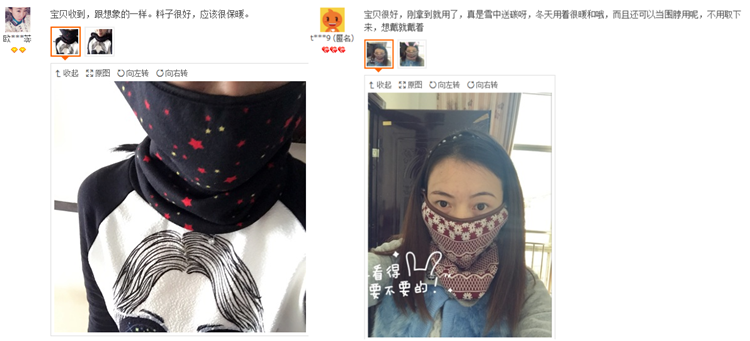 宝贝收到，跟想象的一样。料子很好，应该很保暖。
欧***蕊
收起 原图 向左转 向右转
宝贝很好，刚拿到就用了，真是雪中送碳呀，冬天用着很暖和哦，而且还可以当围脖用呢，不用取下
来，想戴就戴着
t***9 (匿名)
收起 原图 向左转 向右转
看得
要不要的！